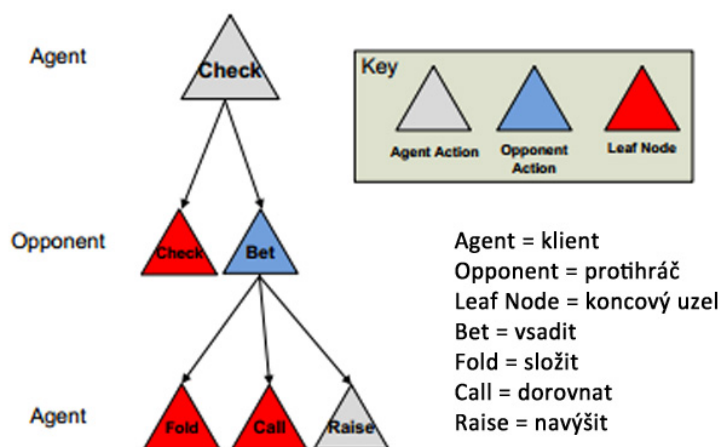 Agent
Check
Key
Agent Action
Opponent
Action
Leaf Node
Opponent
Check
Bet
Agent = klient
Opponent = protihráč
Leaf Node = koncový uzel
Bet = vsadit
Fold = složit
Call = dorovnat
Raise = navýšit
Agent
Fold
Call
Raise